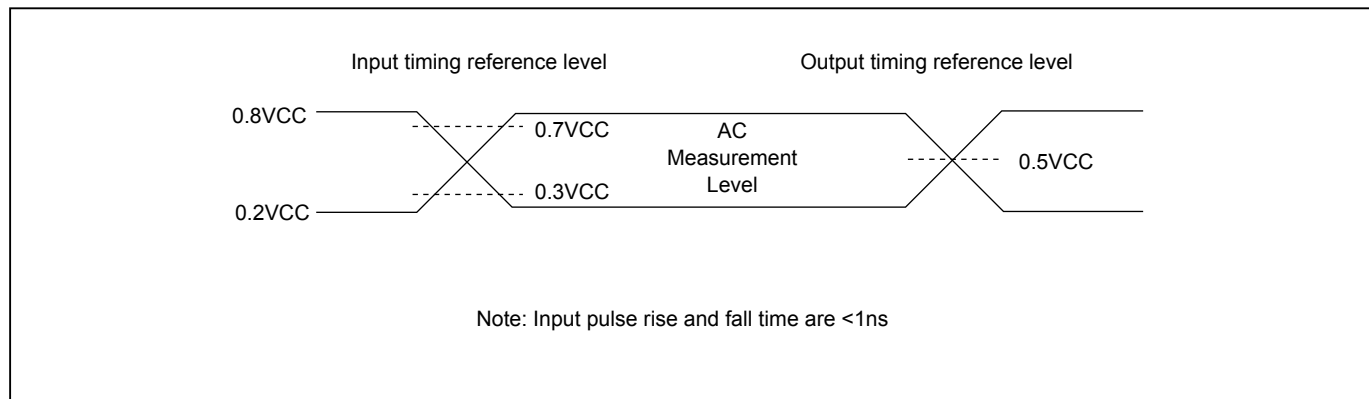 Input timing reference level
Output timing reference level
0.8VCC
0.7VCC
AC
Measurement
Level
0.5VCC
0.3VCC
0.2VCC
Note: Input pulse rise and fall time are <1ns